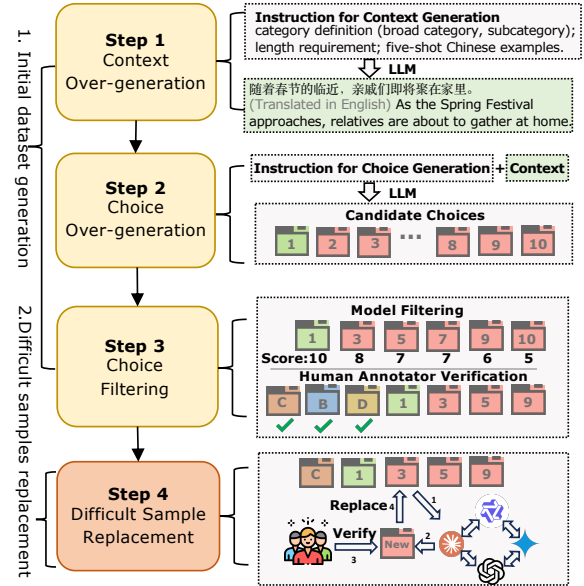 1. Initial dataset generation
2.Difficult samples replacement
Step 1
Context
Over-generation
Instruction for Context Generation
category definition (broad category, subcategory);
length requirement; five-shot Chinese examples.
LLM
随着春节的临近，亲戚们即将聚在家里。
(Translated in English) As the Spring Festival
approaches, relatives are about to gather at home.
Step 2
Choice
Over-generation
Instruction for Choice Generation + Context
LLM
Candidate Choices
1 2 3 ... 8 9 10
Step 3
Choice
Filtering
Model Filtering
1 3 5 7 9 10
Score:10 8 7 7 6 5
Human Annotator Verification
C B D 1 3 5 9
Step 4
Difficult Sample
Replacement
C 1 3 5 9
Replace 4 1
Verify New 2
3